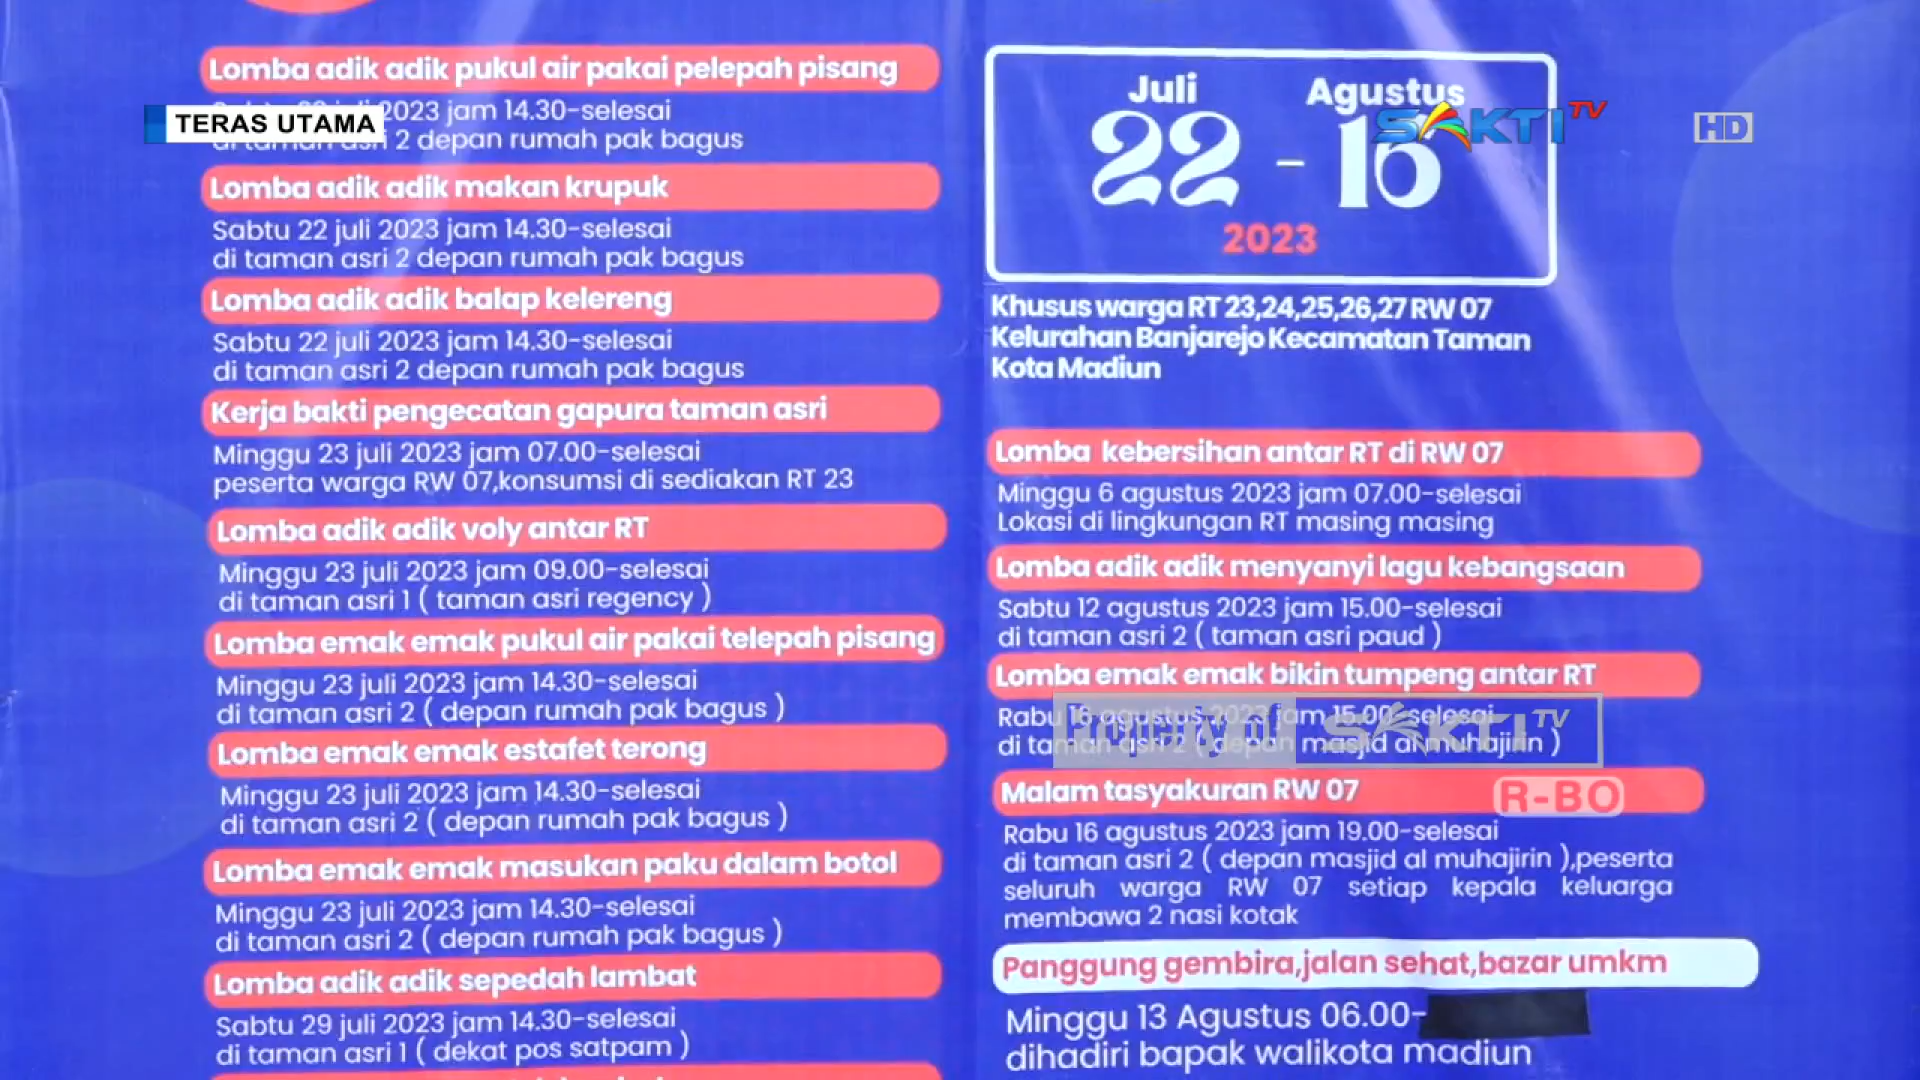 Lomba adik adik pukul air pakai pelepah pisang
2023 jam 14.30-selesai
2 depan rumah pak bagus
TERAS UTAMA
Lomba adik adik makan krupuk
Sabtu 22 juli 2023 jam 14.30-selesai
di taman asri 2 depan rumah pak bagus
Lomba adik adik balap kelereng
Sabtu 22 juli 2023 jam 14.30-selesai
di taman asri 2 depan rumah pak bagus
Kerja bakti pengecatan gapura taman asri
Minggu 23 juli 2023 jam 07.00-selesai
peserta warga RW 07,konsumsi di sediakan RT 23
Lomba adik adik voly antar RT
Minggu 23 juli 2023 jam 09.00-selesai
di taman asri 1 ( taman asri regency )
Lomba emak emak pukul air pakai telepah pisang
Minggu 23 juli 2023 jam 14.30-selesai
di taman asri 2 ( depan rumah pak bagus )
Lomba emak emak estafet terong
Minggu 23 juli 2023 jam 14.30-selesai
di taman asri 2 ( depan rumah pak bagus )
Lomba emak emak masukan paku dalam botol
Minggu 23 juli 2023 jam 14.30-selesai
di taman asri 2 ( depan rumah pak bagus )
Lomba adik adik sepedah lambat
Sabtu 29 juli 2023 jam 14.30-selesai
di taman asri 1 ( dekat pos satpam )
Juli Agustus
22 - 16
2023
SAKTI TV
HD
Khusus warga RT 23,24,25,26,27 RW 07
Kelurahan Banjarejo Kecamatan Taman
Kota Madiun
Lomba kebersihan antar RT di RW 07
Minggu 6 agustus 2023 jam 07.00-selesai
Lokasi di lingkungan RT masing masing
Lomba adik adik menyanyi lagu kebangsaan
Sabtu 12 agustus 2023 jam 15.00-selesai
di taman asri 2 ( taman asri paud )
Lomba emak emak bikin tumpeng antar RT
Rabu 16 agustus 2023 jam 15.00-selesai
di taman asri 2 ( depan masjid al muhajirin )
Property of SAKTI TV
R-BO
Malam tasyakuran RW 07
Rabu 16 agustus 2023 jam 19.00-selesai
di taman asri 2 ( depan masjid al muhajirin ),peserta
seluruh warga RW 07 setiap kepala keluarga
membawa 2 nasi kotak
Panggung gembira,jalan sehat,bazar umkm
Minggu 13 Agustus 06.00-
dihadiri bapak walikota madiun